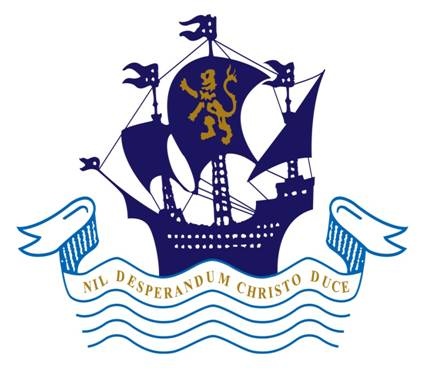 NIL DESPERANDUM CHRISTO DUCE